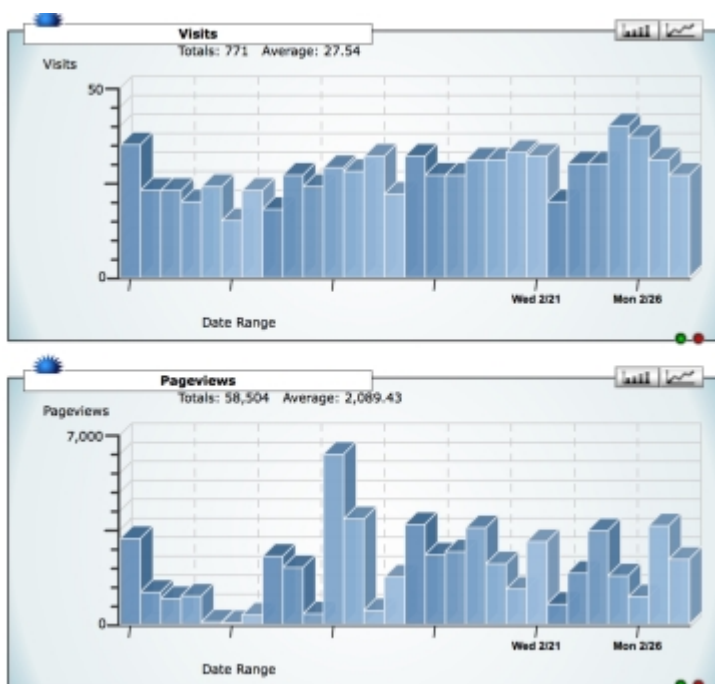 Visits
Totals: 771 Average: 27.54
Visits
50
0
Wed 2/21 Mon 2/26
Date Range
Pageviews
Totals: 58,504 Average: 2,089.43
Pageviews
7,000
0
Wed 2/21 Mon 2/26
Date Range